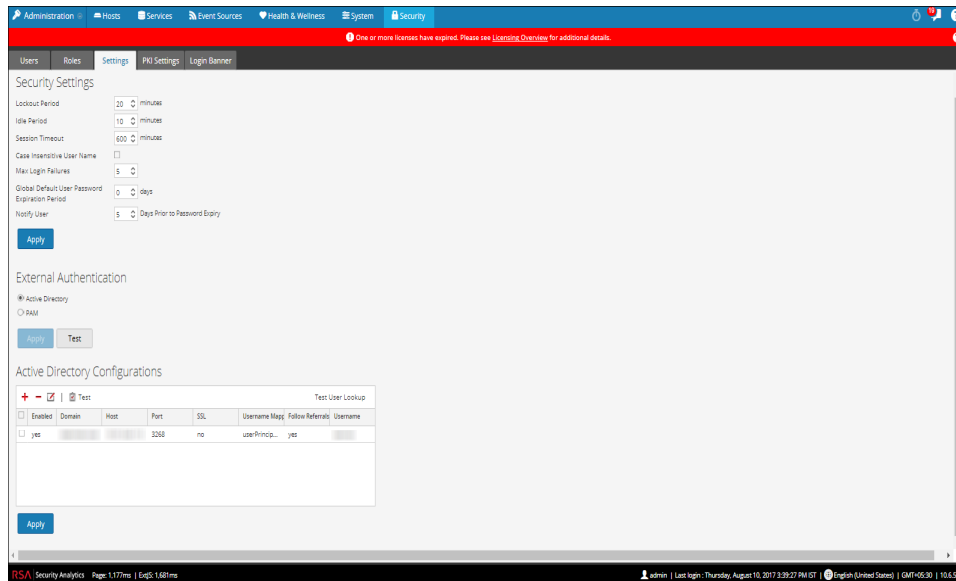 Administration Hosts Services Event Sources Health & Wellness System Security 19
One or more licenses have expired. Please see Licensing Overview for additional details.
Users Roles Settings PKI Settings Login Banner
Security Settings
Lockout Period 20 minutes
Idle Period 10 minutes
Session Timeout 600 minutes
Case Insensitive User Name
Max Login Failures 5
Global Default User Password
Expiration Period 0 days
Notify User 5 Days Prior to Password Expiry
Apply
External Authentication
Active Directory
PAM
Apply Test
Active Directory Configurations
Test Test User Lookup
Enabled Domain Host Port SSL Username Mapp Follow Referrals Username
yes 3268 no userPrincip... yes
Apply
RSA Security Analytics Page: 1,177ms | ExtJS: 1,681ms admin | Last login : Thursday, August 10, 2017 3:39:27 PM IST | English (United States) | GMT+05:30 | 10.6.5